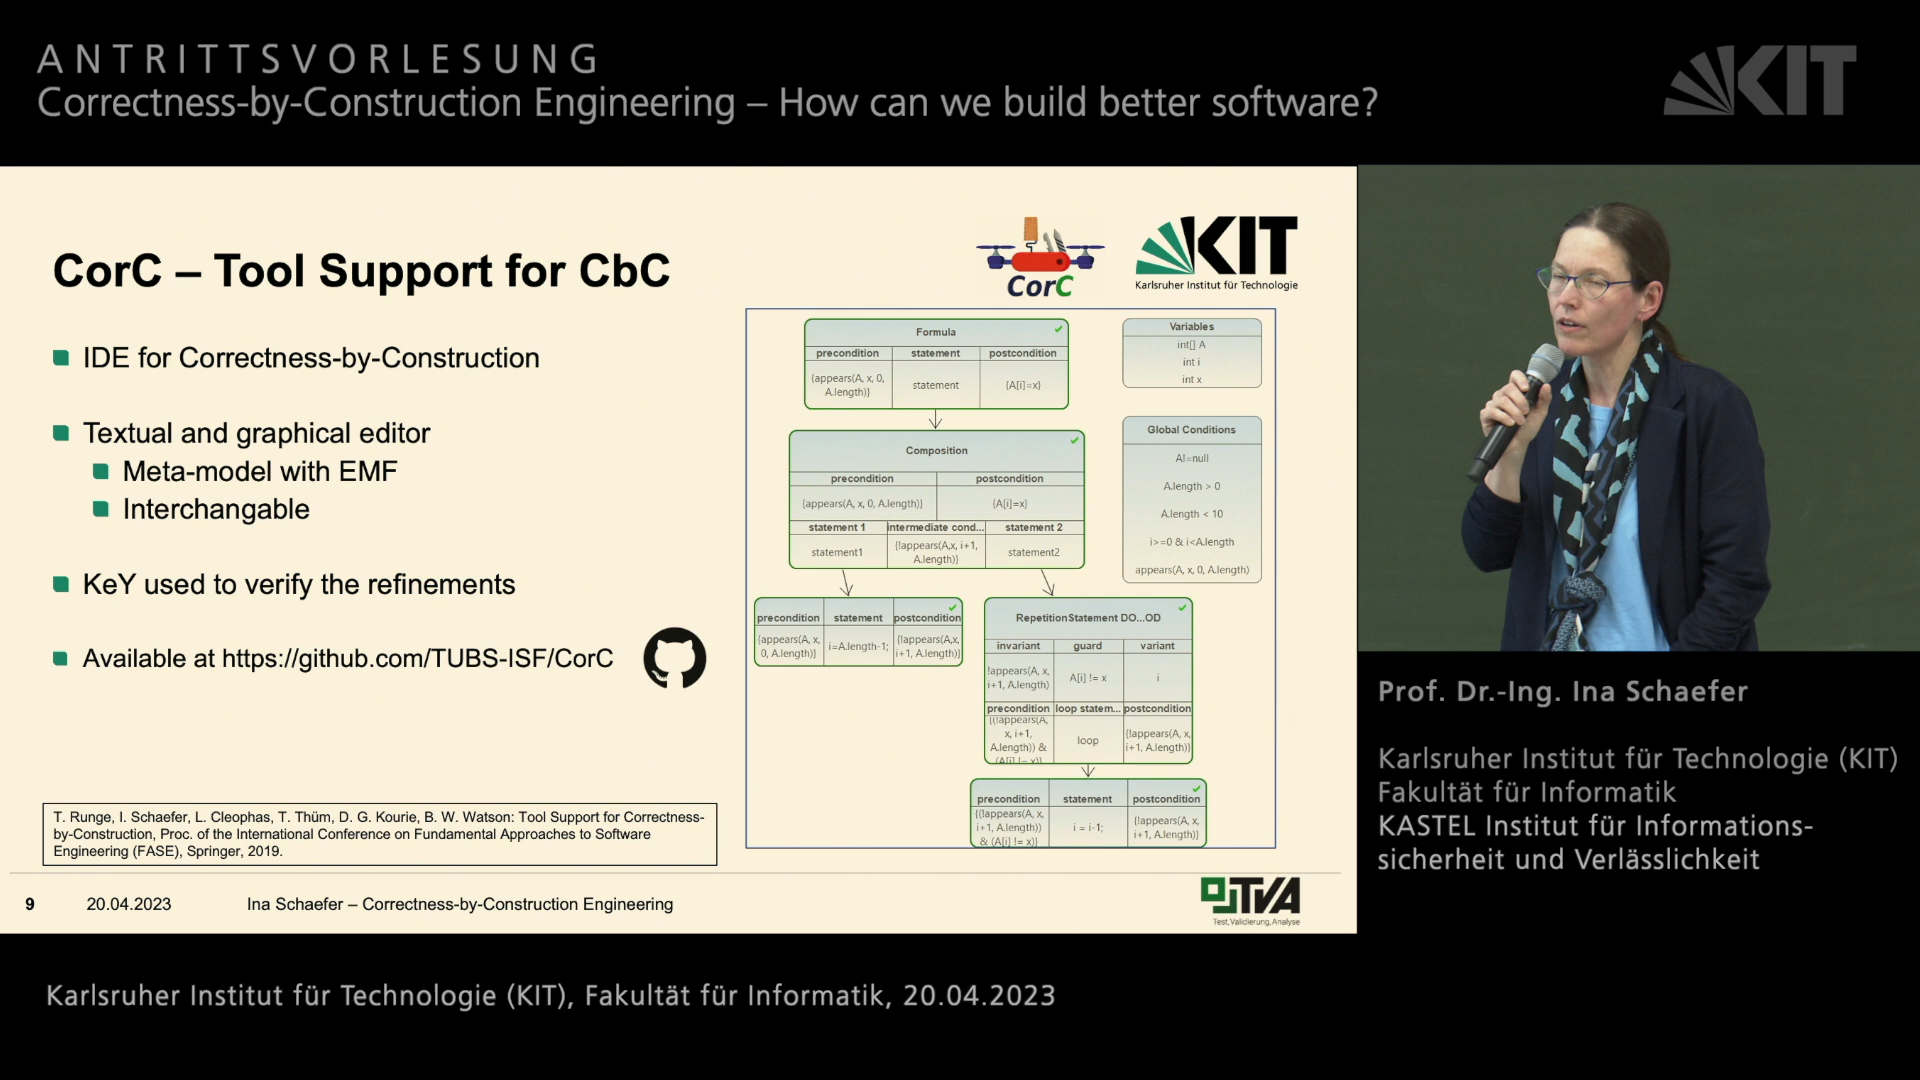 ANTRITTSVORLESUNG
Correctness-by-Construction Engineering – How can we build better software?
KIT
CorC – Tool Support for CbC
CorC
KIT
Karlsruher Institut für Technologie
IDE for Correctness-by-Construction
Textual and graphical editor
Meta-model with EMF
Interchangable
KeY used to verify the refinements
Available at https://github.com/TUBS-ISF/CorC
T. Runge, I. Schaefer, L. Cleophas, T. Thüm, D. G. Kourie, B. W. Watson: Tool Support for Correctness-
by-Construction, Proc. of the International Conference on Fundamental Approaches to Software
Engineering (FASE), Springer, 2019.
Formula
precondition statement postcondition
{appears(A, x, 0,
A.length)}
statement
{A[i]=x}
Variables
int[] A
int i
int x
Composition
precondition postcondition
{appears(A, x, 0, A.length)} {A[i]=x}
statement 1 intermediate cond... statement 2
statement1
{!appears(A,x, i+1,
A.length)}
statement2
Global Conditions
A!=null
A.length > 0
A.length < 10
i>=0 & i<A.length
appears(A, x, 0, A.length)
precondition statement postcondition
{appears(A, x,
0, A.length)}
i=A.length-1;
{!appears(A,x,
i+1, A.length)}
RepetitionStatement DO...OD
invariant guard variant
!appears(A, x,
i+1, A.length)
A[i] != x
i
precondition loop statem... postcondition
{(!appears(A,
x, i+1,
A.length)) &
(A[i] != x)}
loop
{!appears(A, x,
i+1, A.length)}
precondition statement postcondition
{(!appears(A, x,
i+1, A.length))
& (A[i] != x)}
i = i-1;
{!appears(A, x,
i+1, A.length)}
9 20.04.2023 Ina Schaefer – Correctness-by-Construction Engineering
TVA
Test,Validierung,Analyse
Prof. Dr.-Ing. Ina Schaefer
Karlsruher Institut für Technologie (KIT)
Fakultät für Informatik
KASTEL Institut für Informations-
sicherheit und Verlässlichkeit
Karlsruher Institut für Technologie (KIT), Fakultät für Informatik, 20.04.2023